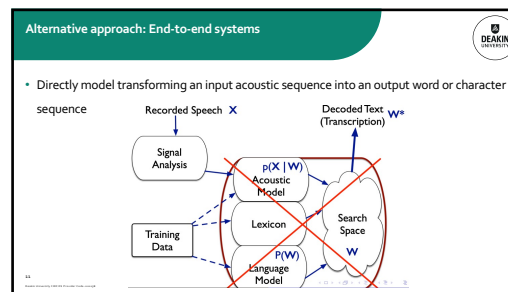 Alternative approach: End-to-end systems
DEAKIN
UNIVERSITY
• Directly model transforming an input acoustic sequence into an output word or character
sequence
Recorded Speech X
Decoded Text W*
(Transcription)
Signal
Analysis
p(X | W)
Acoustic
Model
Lexicon
Search
Space
W
Training
Data
P(W)
Language
Model